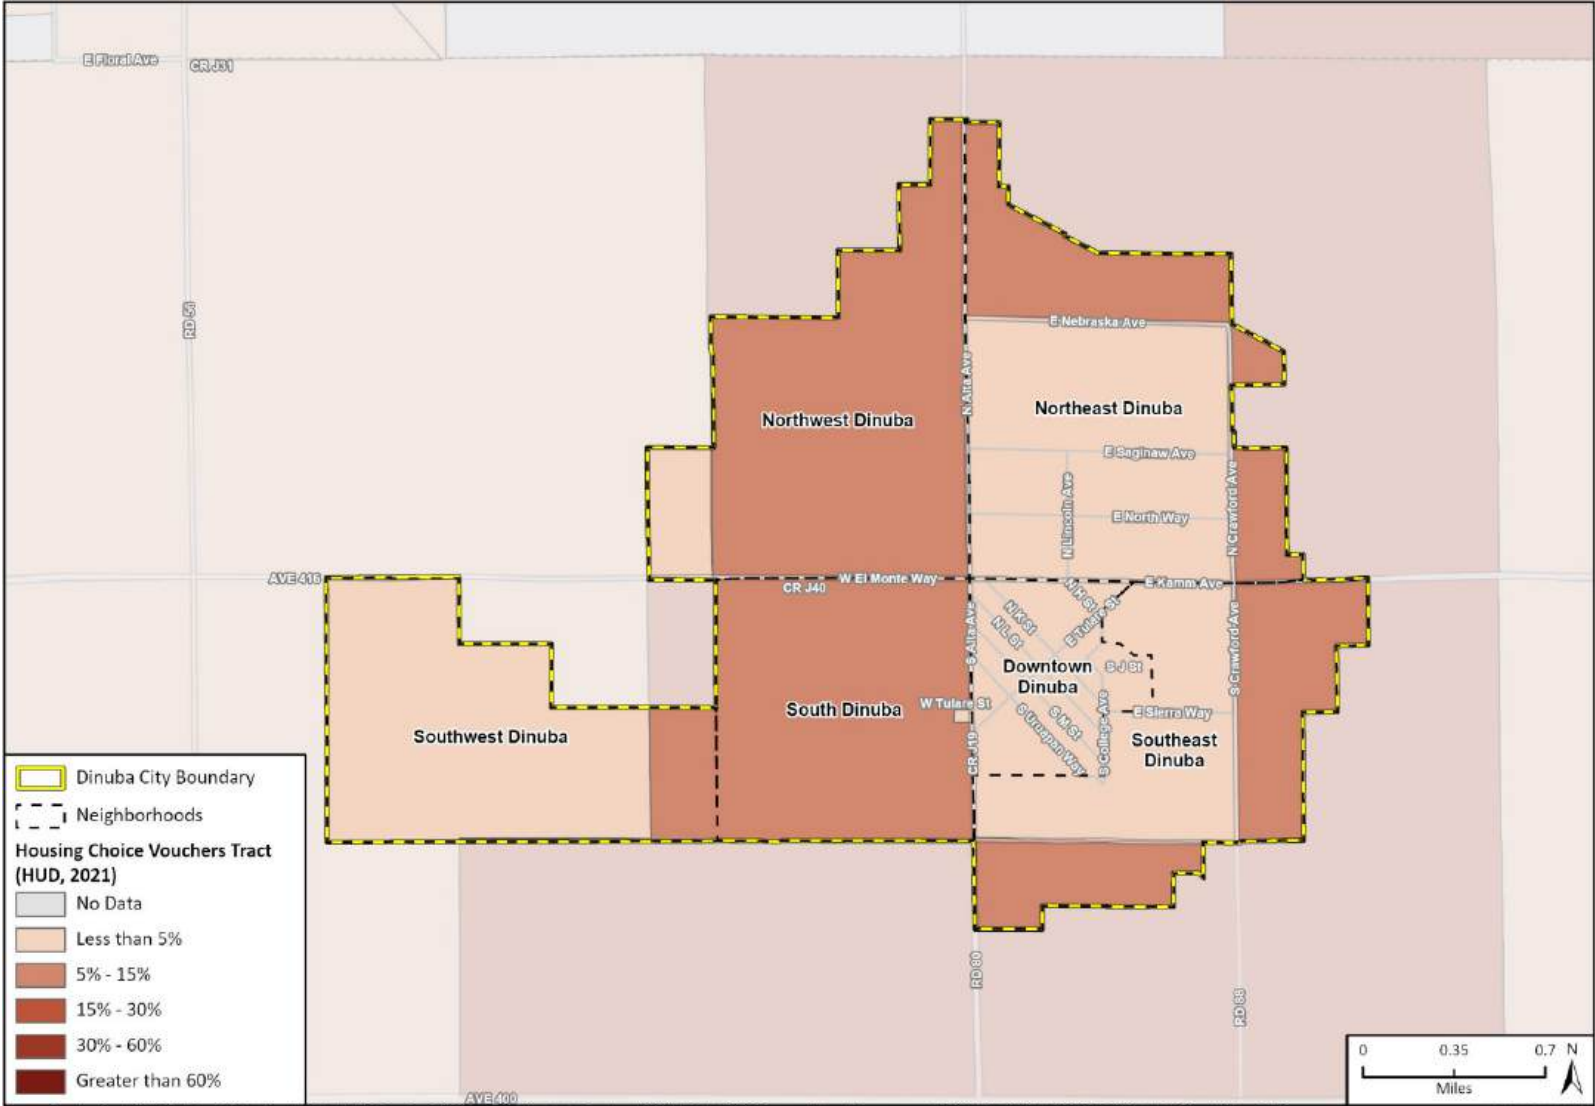 E Floral Ave
CR J31
RD 56
E Nebraska Ave
N Alta Ave
Northeast Dinuba
Northwest Dinuba
E Saginaw Ave
N Lincoln Ave
N Crawford Ave
E North Way
AVE 416
W El Monte Way
CR J40
E Kamm Ave
N H St
N K St
E Tulare St
N L St
S Alta Ave
S Crawford Ave
Downtown
Dinuba
S J St
W Tulare St
South Dinuba
S College Ave
S M St
E Sierra Way
S Uruapan Way
Southwest Dinuba
Southeast
Dinuba
CR J19
RD 80
RD 88
AVE 400
Dinuba City Boundary
Neighborhoods
Housing Choice Vouchers Tract
(HUD, 2021)
No Data
Less than 5%
5% - 15%
15% - 30%
30% - 60%
Greater than 60%
0 0.35 0.7 N
Miles